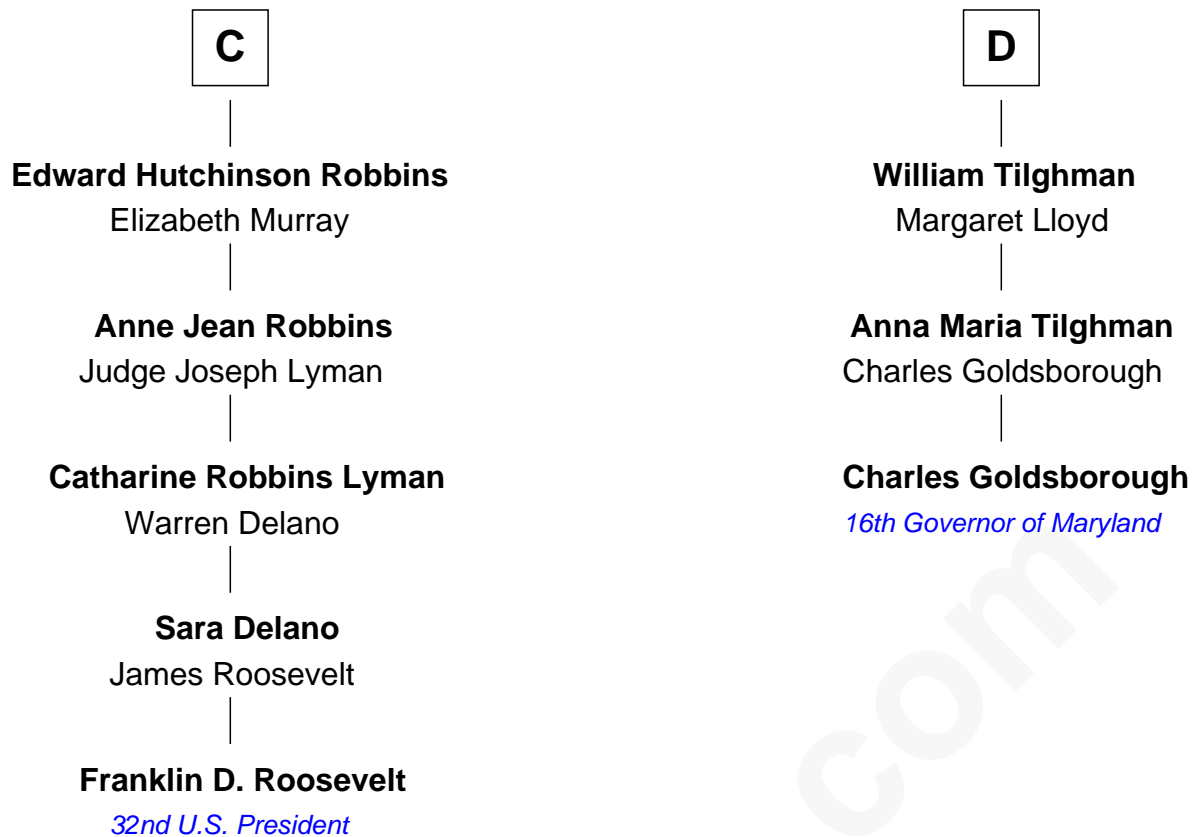 C
Edward Hutchinson Robbins
Elizabeth Murray
Anne Jean Robbins
Judge Joseph Lyman
Catharine Robbins Lyman
Warren Delano
Sara Delano
James Roosevelt
Franklin D. Roosevelt
32nd U.S. President
D
William Tilghman
Margaret Lloyd
Anna Maria Tilghman
Charles Goldsborough
Charles Goldsborough
16th Governor of Maryland
com